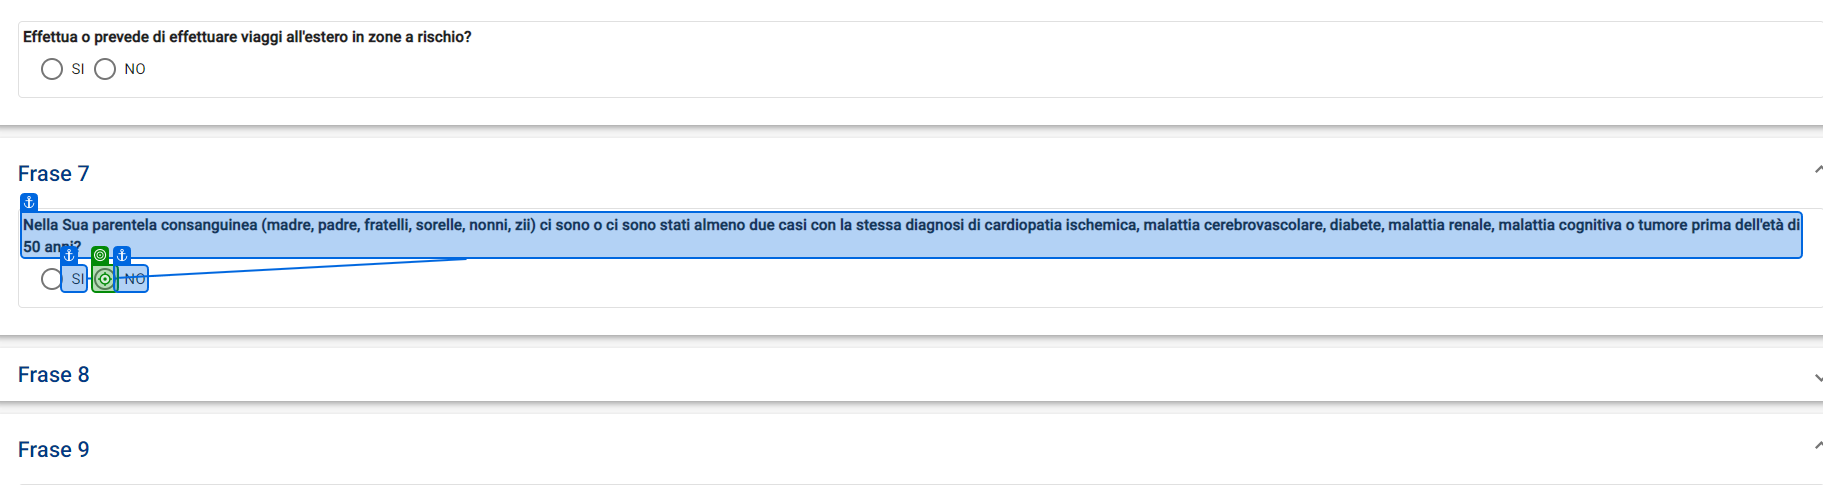 Effettua o prevede di effettuare viaggi all'estero in zone a rischio?
SI NO
Frase 7
Nella Sua parentela consanguinea (madre, padre, fratelli, sorelle, nonni, zii) ci sono o ci sono stati almeno due casi con la stessa diagnosi di cardiopatia ischemica, malattia cerebrovascolare, diabete, malattia renale, malattia cognitiva o tumore prima dell'età di
50 anni?
SI NO
Frase 8
Frase 9